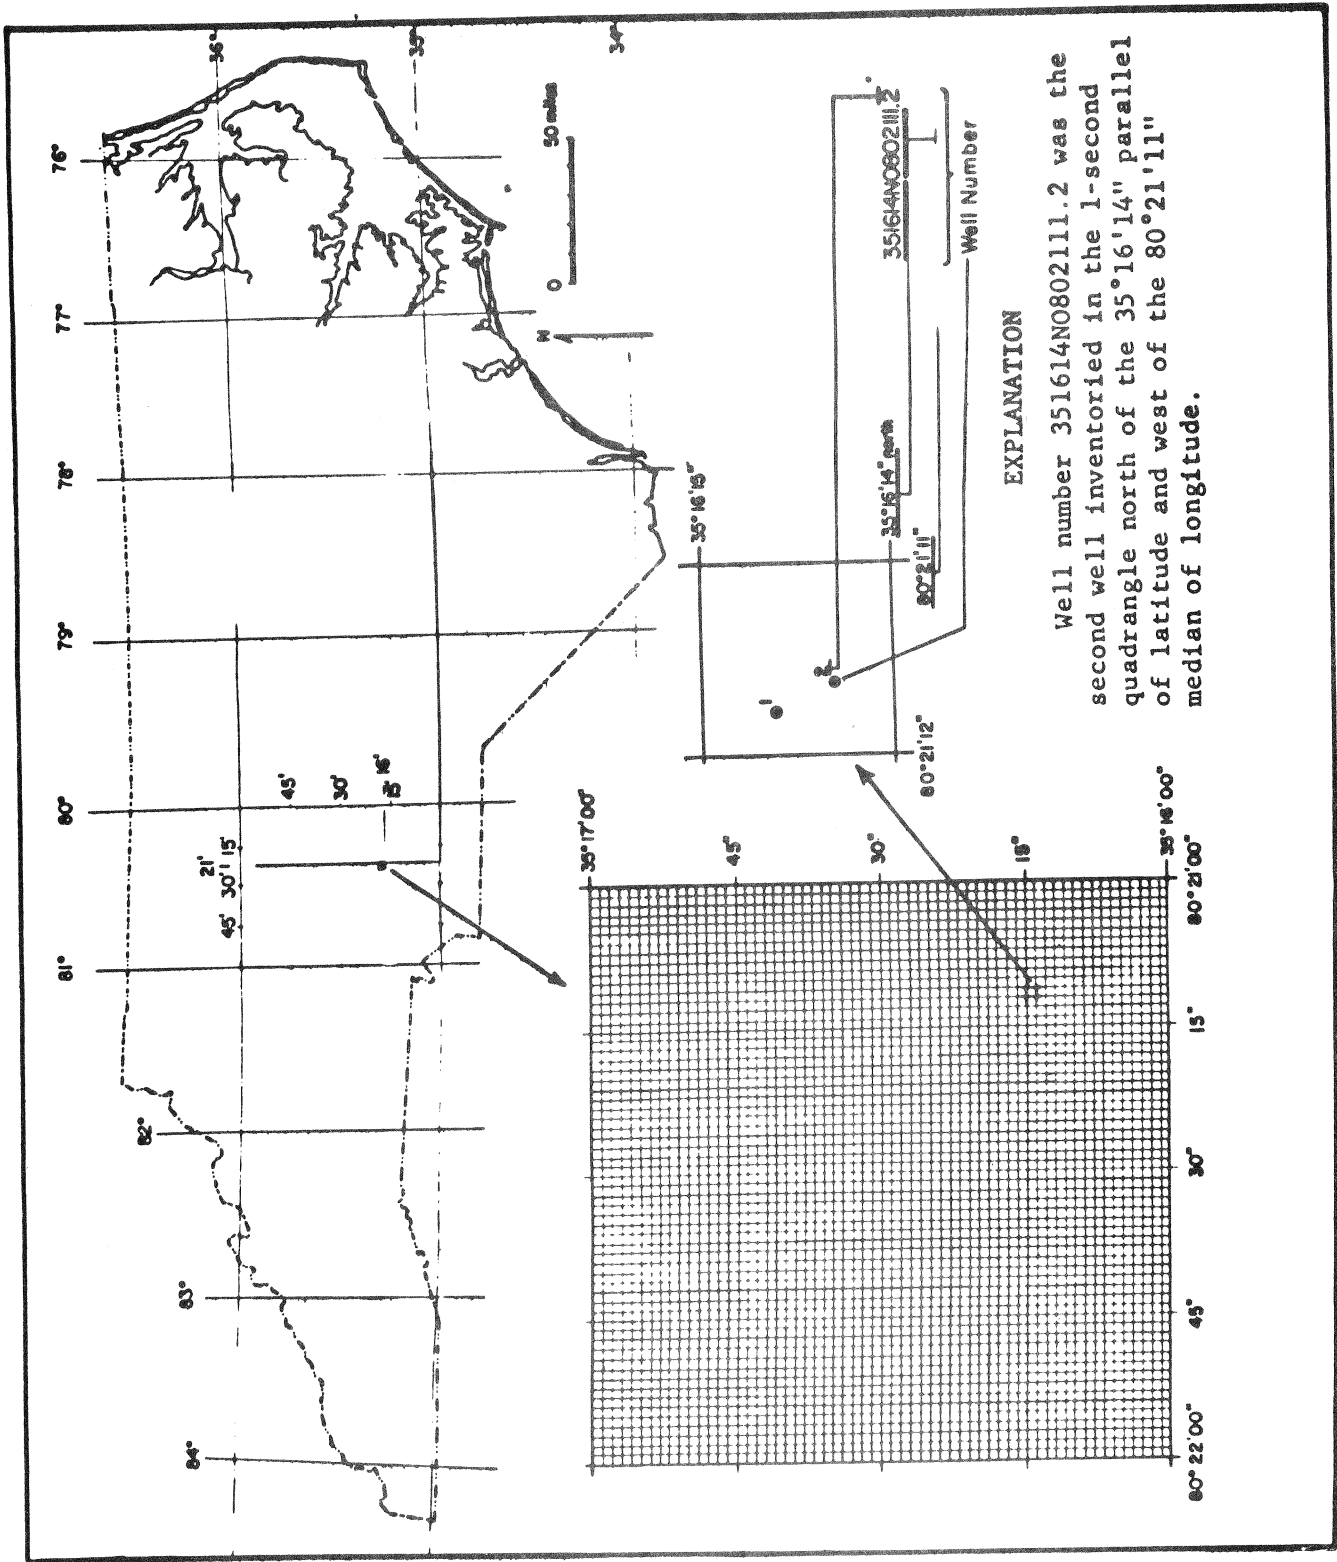 84°
83°
82°
81°
80°
79°
78°
77°
76°
36°
35°
34°
21'
45' 30' 15'
45'
30'
16'
15'
N
0 50 miles
35°17'00"
45"
30"
15"
35°16'00"
80°22'00"
45"
30"
15"
80°21'00"
35°16'15"
1
2
80°21'12"
80°21'11"
35°16'14" north
351614N0802111.2
Well Number
EXPLANATION
Well number 351614N0802111.2 was the
second well inventoried in the 1-second
quadrangle north of the 35°16'14" parallel
of latitude and west of the 80°21'11"
median of longitude.